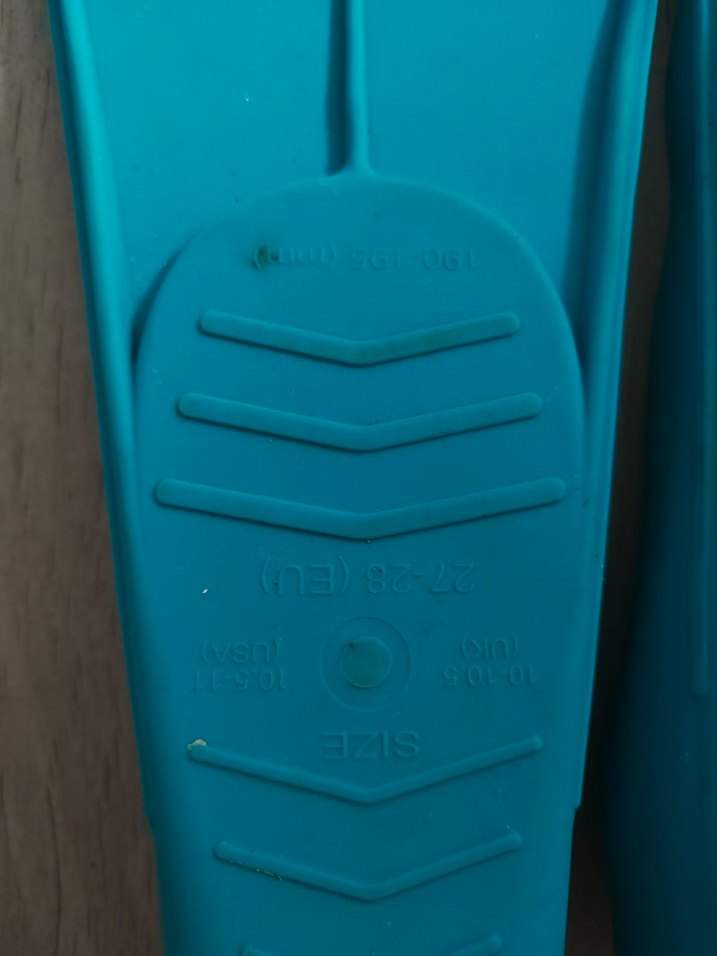 SIZE
10-10.5 (UK)
10.5-11 (USA)
27-28 (EU)
190-195 (mm)